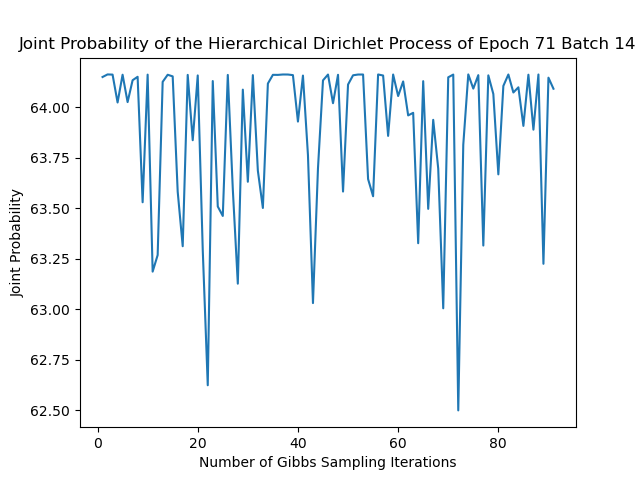 Joint Probability of the Hierarchical Dirichlet Process of Epoch 71 Batch 14
Joint Probability
64.00
63.75
63.50
63.25
63.00
62.75
62.50
0 20 40 60 80
Number of Gibbs Sampling Iterations